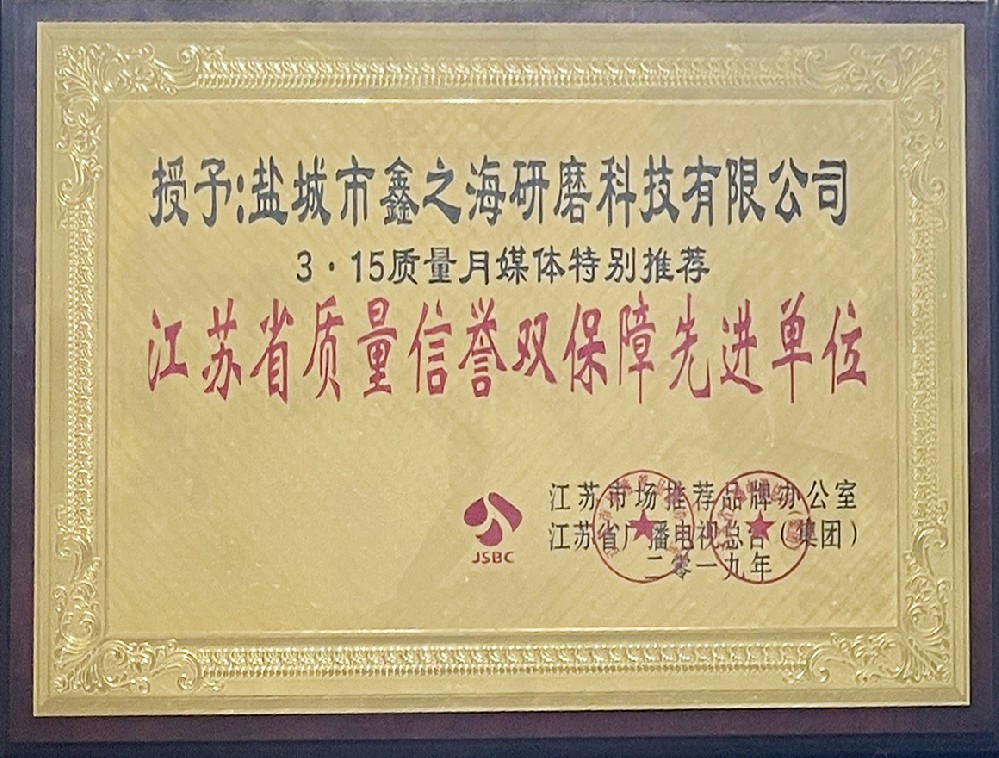 授予:盐城市鑫之海研磨科技有限公司
3·15质量月媒体特别推荐
江苏省质量信誉双保障先进单位
JSBC
江苏市场推荐品牌办公室
江苏省广播电视总台(集团)
二零一九年